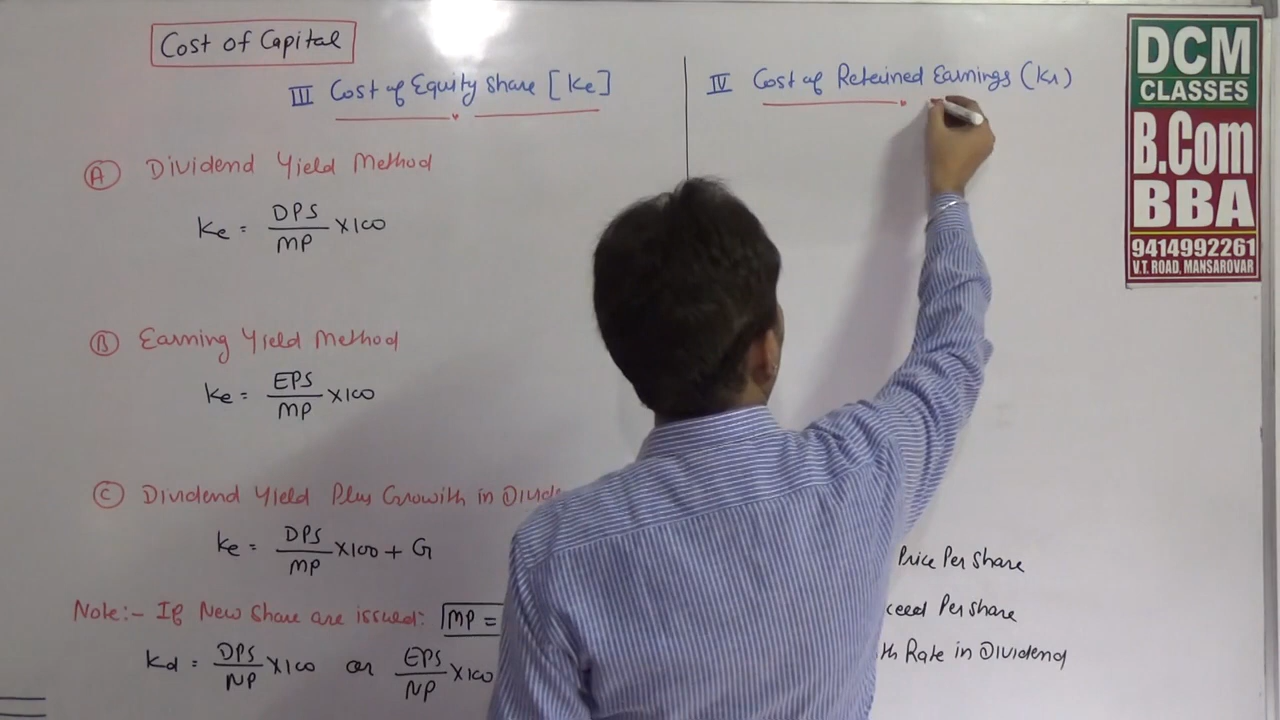 Cost of Capital
III Cost of Equity Share [Ke]
A Dividend Yield Method
Ke = DPS/MP X100
B Earning Yield Method
Ke = EPS/MP X100
C Dividend Yield Plus Growth in Divide
Ke = DPS/MP X100 + G
Note:- If New Share are issued: MP =
Kd = DPS/NP X100 or EPS/NP X100
IV Cost of Retained Earnings (Kr)
Price Per Share
ceed Per Share
th Rate in Dividend
DCM
CLASSES
B.Com
BBA
9414992261
V.T. ROAD, MANSAROVAR